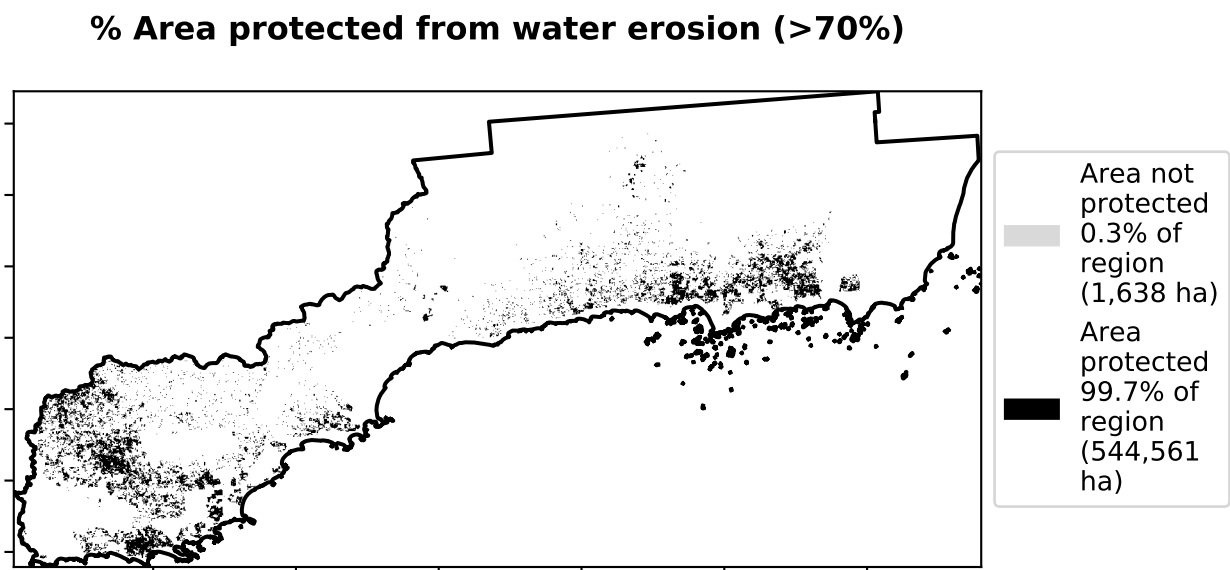 % Area protected from water erosion (>70%)
Area not
protected
0.3% of
region
(1,638 ha)
Area
protected
99.7% of
region
(544,561
ha)